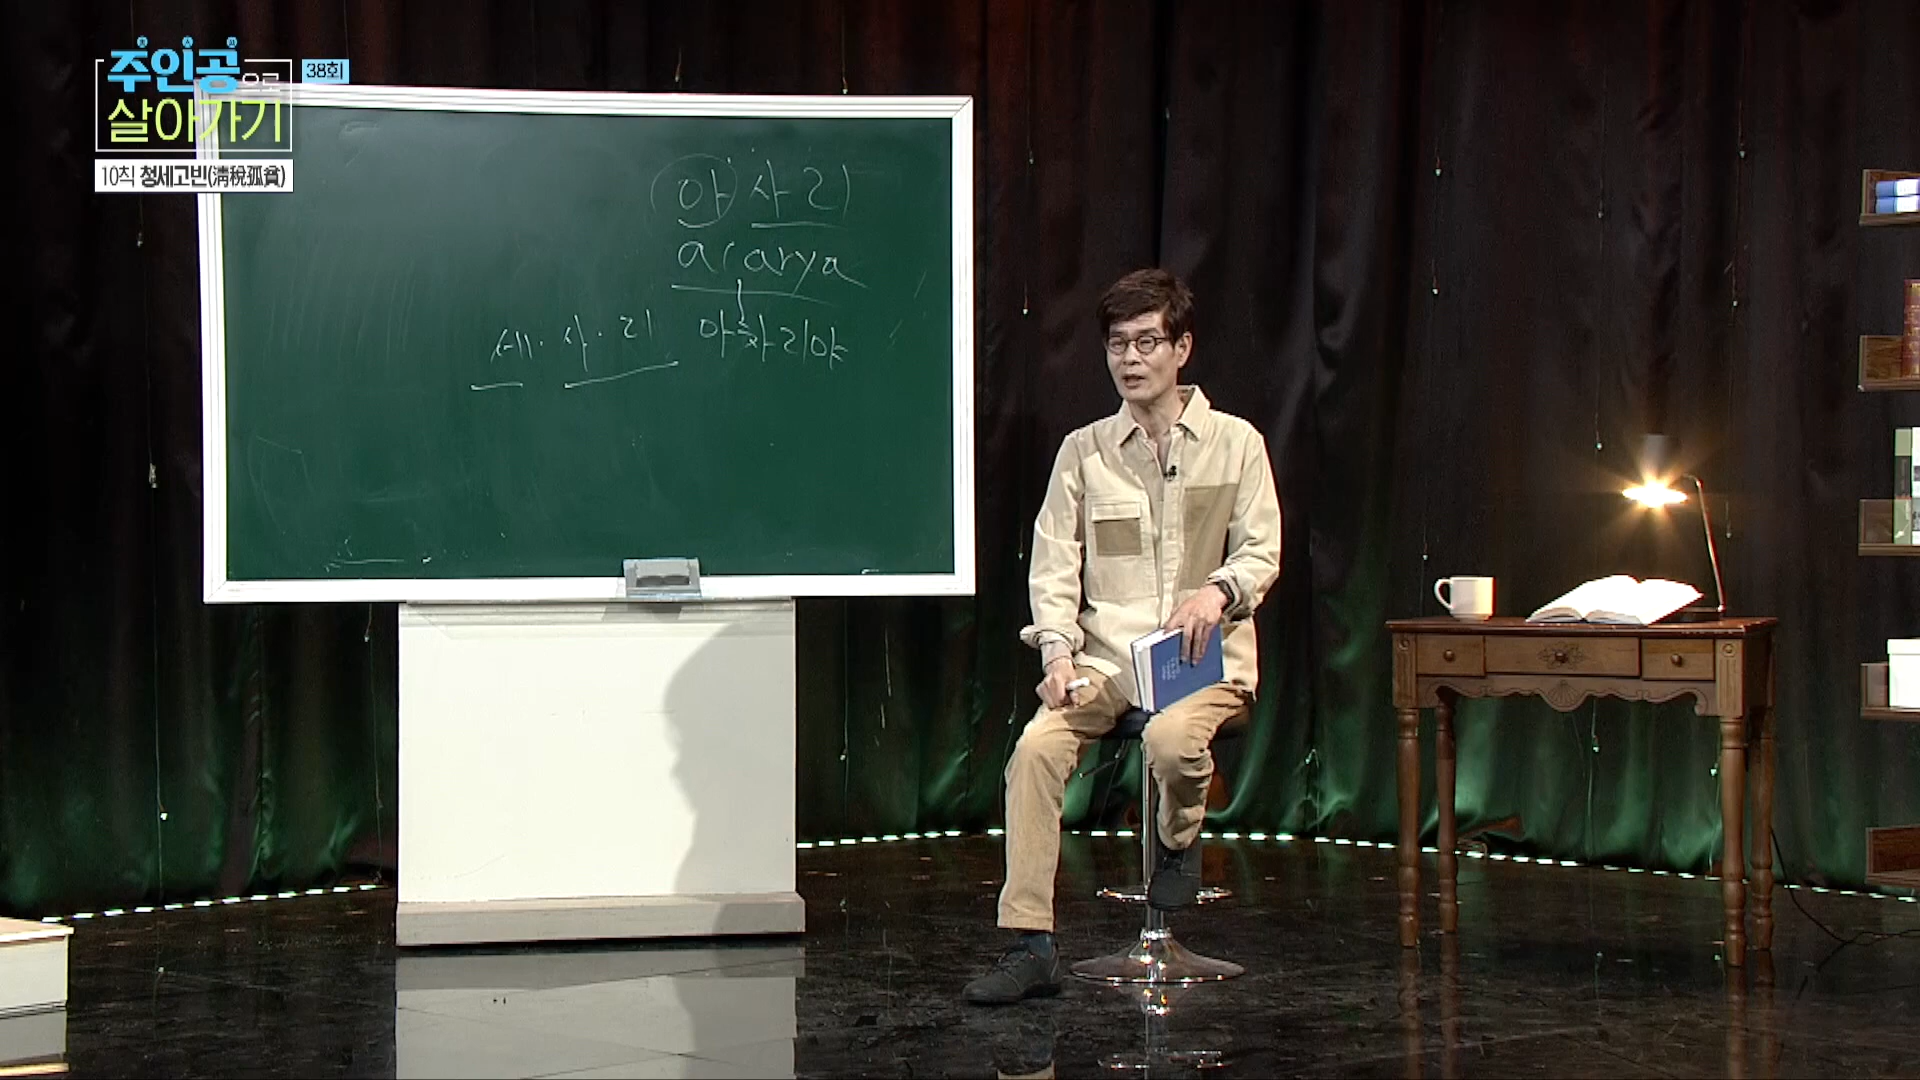 주인공으로 38회
살아가기
10칙 청세고빈(淸稅孤貧)
아사리
acarya
세·사·리 아차리야